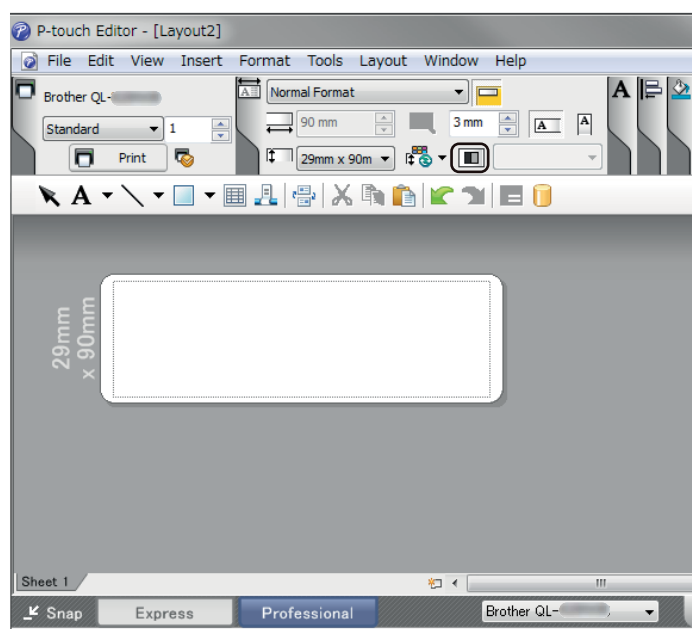 P-touch Editor - [Layout2]
File Edit View Insert Format Tools Layout Window Help
Brother QL-
Standard 1
Print
A
Normal Format
90 mm
3 mm
A A
29mm x 90m
A
A
29mm
x 90mm
Sheet 1
Snap Express Professional Brother QL-